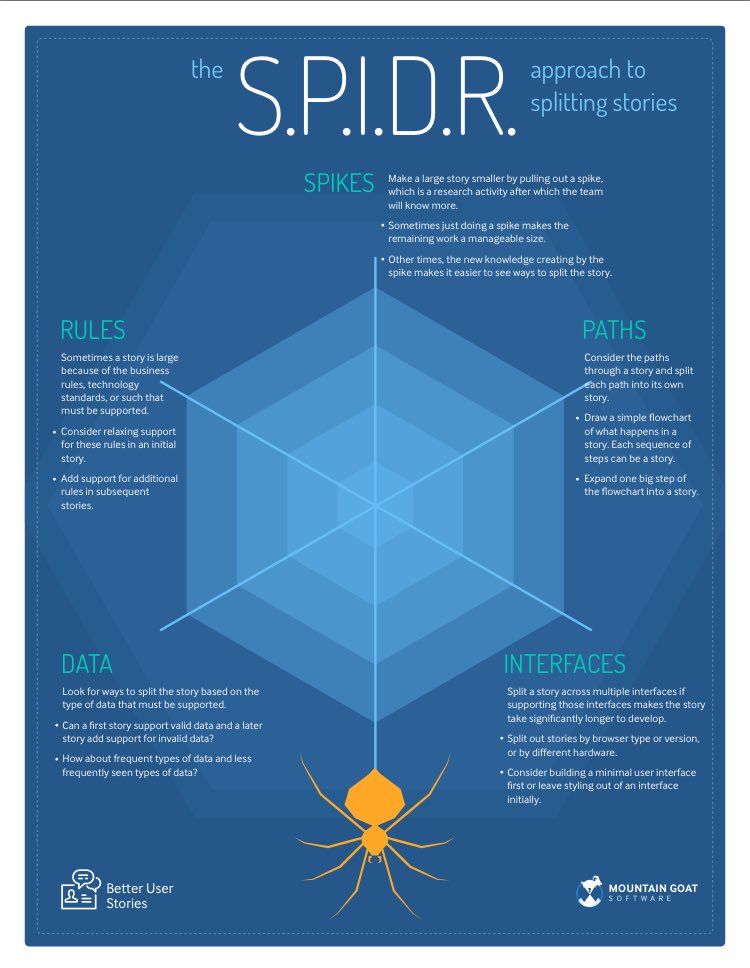 the S.P.I.D.R. approach to
splitting stories
SPIKES
Make a large story smaller by pulling out a spike,
which is a research activity after which the team
will know more.
• Sometimes just doing a spike makes the
remaining work a manageable size.
• Other times, the new knowledge creating by the
spike makes it easier to see ways to split the story.
RULES
Sometimes a story is large
because of the business
rules, technology
standards, or such that
must be supported.
• Consider relaxing support
for these rules in an initial
story.
• Add support for additional
rules in subsequent
stories.
PATHS
Consider the paths
through a story and split
each path into its own
story.
• Draw a simple flowchart
of what happens in a
story. Each sequence of
steps can be a story.
• Expand one big step of
the flowchart into a story.
DATA
Look for ways to split the story based on the
type of data that must be supported.
• Can a first story support valid data and a later
story add support for invalid data?
• How about frequent types of data and less
frequently seen types of data?
INTERFACES
Split a story across multiple interfaces if
supporting those interfaces makes the story
take significantly longer to develop.
• Split out stories by browser type or version,
or by different hardware.
• Consider building a minimal user interface
first or leave styling out of an interface
initially.
Better User
Stories
MOUNTAIN GOAT
SOFTWARE